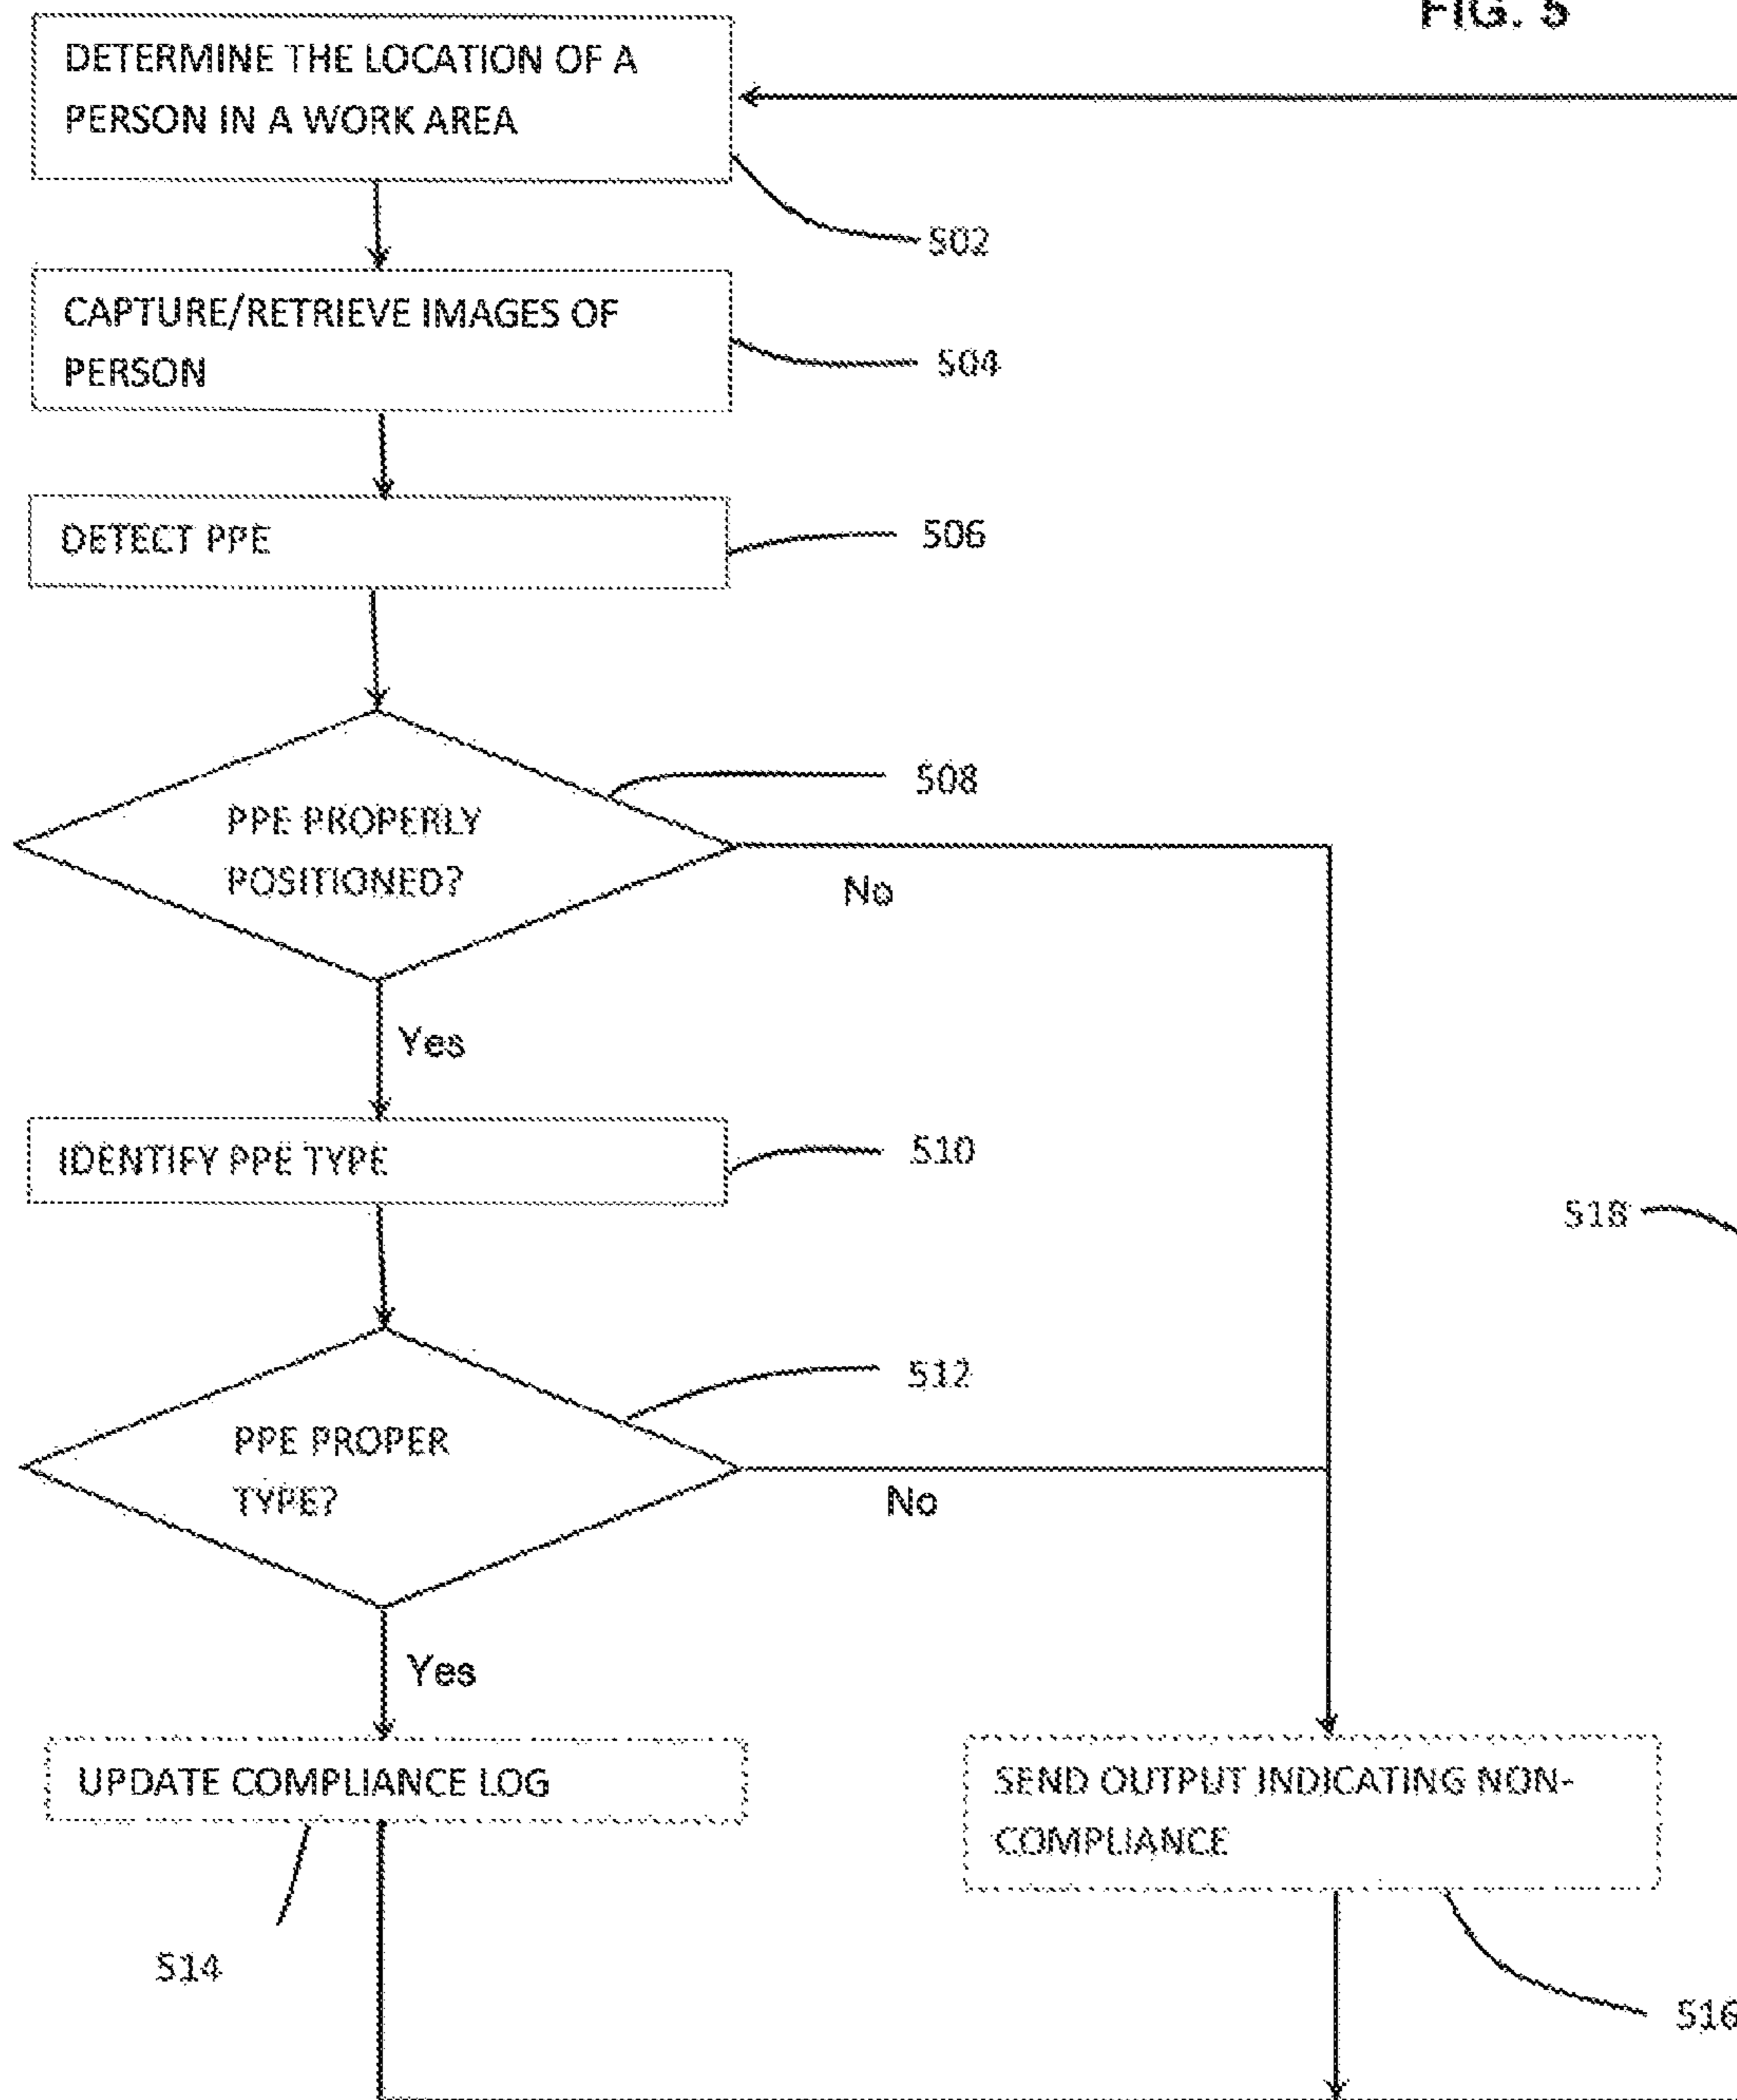 FIG. 5
DETERMINE THE LOCATION OF A
PERSON IN A WORK AREA
502
CAPTURE/RETRIEVE IMAGES OF
PERSON
504
DETECT PPE
506
508
PPE PROPERLY
POSITIONED?
No
Yes
IDENTIFY PPE TYPE
510
518
512
PPE PROPER
TYPE?
No
Yes
UPDATE COMPLIANCE LOG
SEND OUTPUT INDICATING NON-
COMPLIANCE
514
516